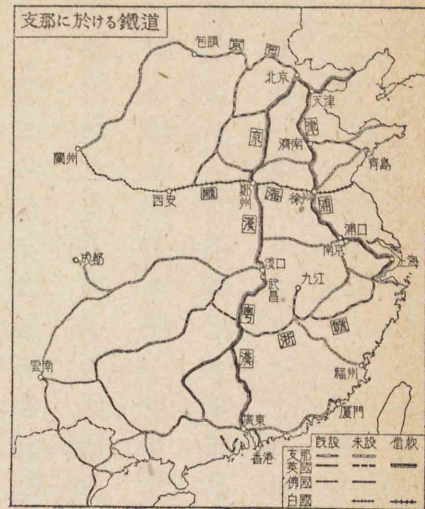 支那に於ける鐵道
包頭
京
包
北京
天津
京
津
濟南
蘭州
青島
西安
隴
鄭州
海
徐州
浦
漢
浦口
南京
上海
成都
漢口
武昌
九江
粤
浙
贛
漢
雲南
福州
厦門
廣東
香港
既設 未設 借款
支那
英國
佛國
白國